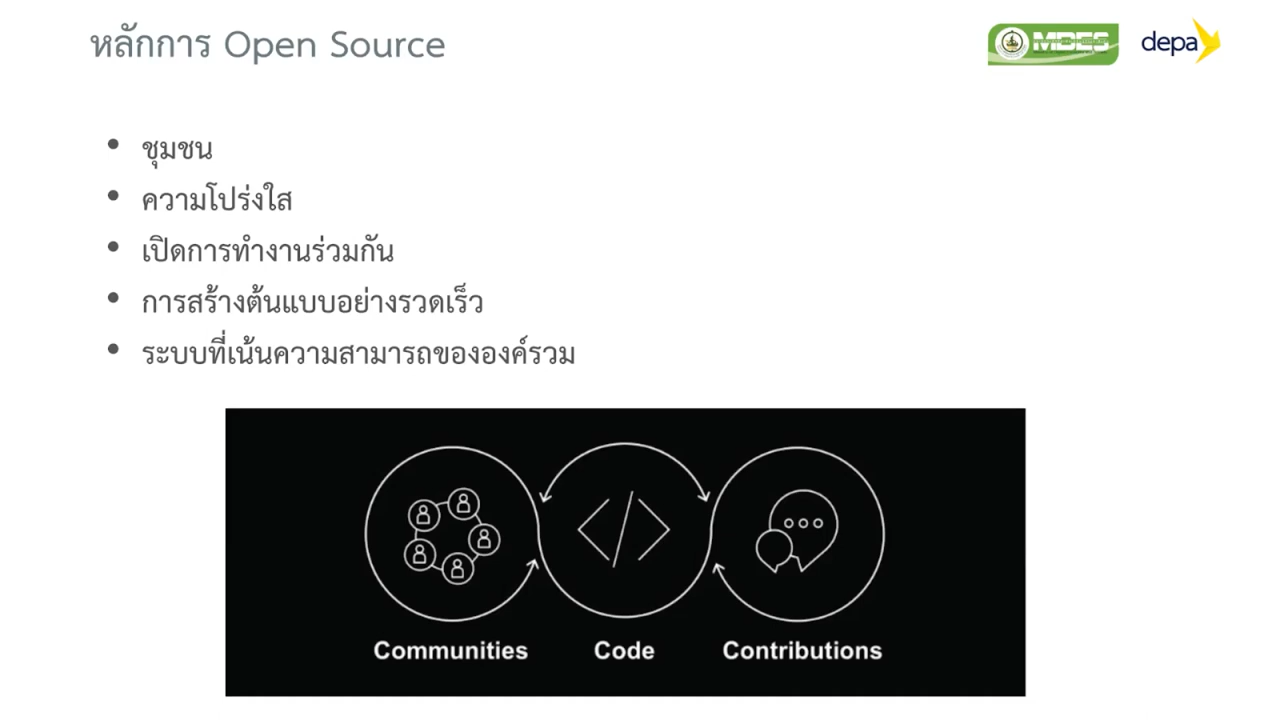 หลักการ Open Source
MDES
depa
• ชุมชน
• ความโปร่งใส
• เปิดการทำงานร่วมกัน
• การสร้างต้นแบบอย่างรวดเร็ว
• ระบบที่เน้นความสามารถขององค์รวม
Communities
Code
Contributions